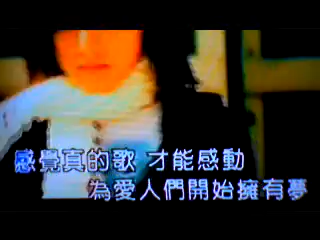 感覺真的歌 才能感動
為愛人們開始擁有夢